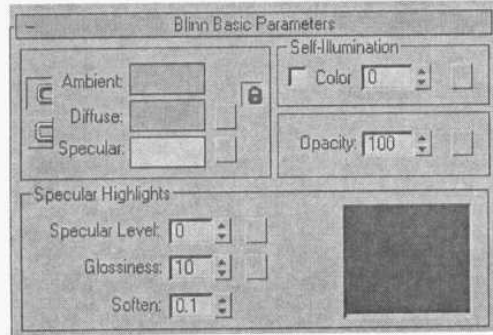 Blinn Basic Parameters
Self-Illumination
Ambient:
Color 0
Diffuse:
Specular:
Opacity: 100
Specular Highlights
Specular Level: 0
Glossiness: 10
Soften: 0.1